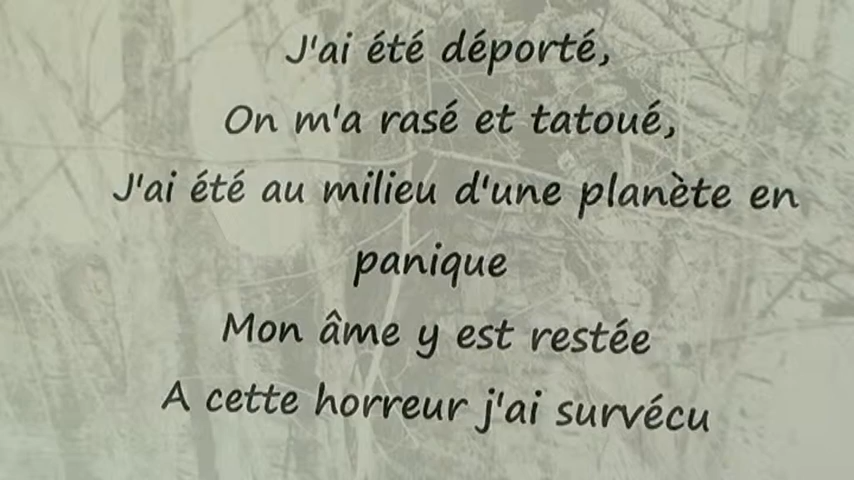 J'ai été déporté,
On m'a rasé et tatoué,
J'ai été au milieu d'une planète en
panique
Mon âme y est restée
A cette horreur j'ai survécu